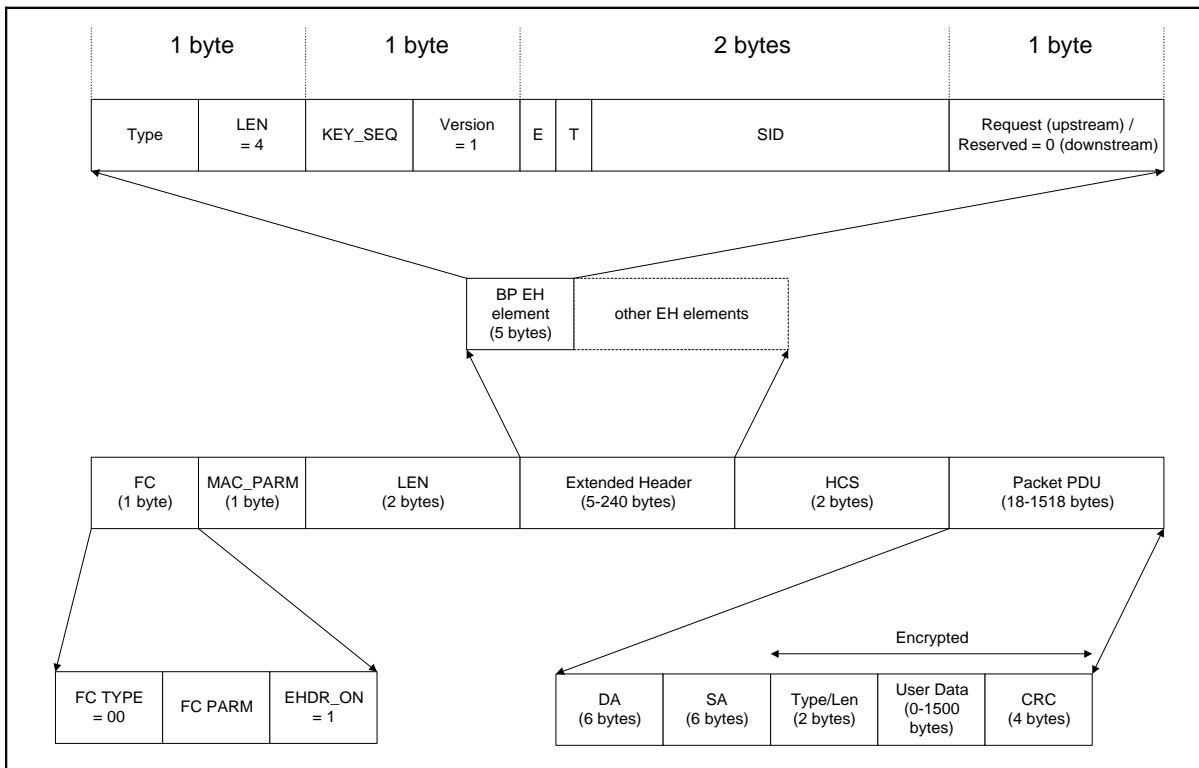 1 byte
1 byte
2 bytes
1 byte
Type
LEN
= 4
KEY_SEQ
Version
= 1
E
T
SID
Request (upstream) /
Reserved = 0 (downstream)
BP EH
element
(5 bytes)
other EH elements
FC
(1 byte)
MAC_PARM
(1 byte)
LEN
(2 bytes)
Extended Header
(5-240 bytes)
HCS
(2 bytes)
Packet PDU
(18-1518 bytes)
Encrypted
FC TYPE
= 00
FC PARM
EHDR_ON
= 1
DA
(6 bytes)
SA
(6 bytes)
Type/Len
(2 bytes)
User Data
(0-1500
bytes)
CRC
(4 bytes)